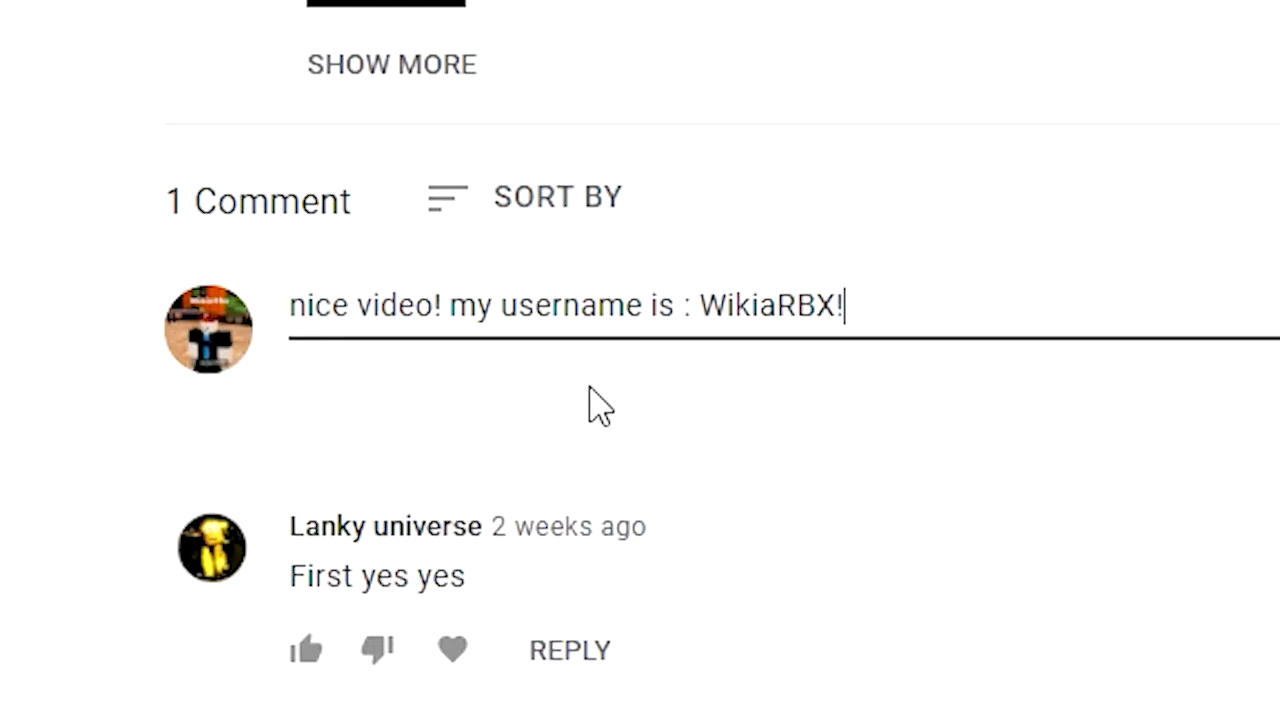 SHOW MORE
1 Comment
SORT BY
nice video! my username is : WikiaRBX!
Lanky universe 2 weeks ago
First yes yes
REPLY